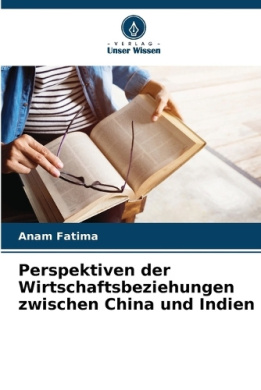 VERLAG
Unser Wissen
Anam Fatima
Perspektiven der
Wirtschaftsbeziehungen
zwischen China und Indien